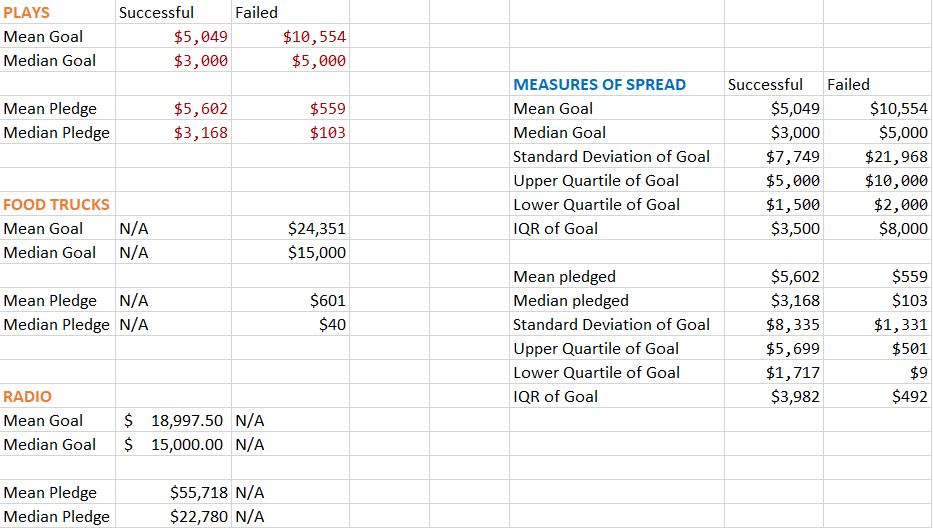 PLAYS Successful Failed
Mean Goal $5,049 $10,554
Median Goal $3,000 $5,000
MEASURES OF SPREAD Successful Failed
Mean Pledge $5,602 $559 Mean Goal $5,049 $10,554
Median Pledge $3,168 $103 Median Goal $3,000 $5,000
Standard Deviation of Goal $7,749 $21,968
Upper Quartile of Goal $5,000 $10,000
FOOD TRUCKS Lower Quartile of Goal $1,500 $2,000
Mean Goal N/A $24,351 IQR of Goal $3,500 $8,000
Median Goal N/A $15,000
Mean pledged $5,602 $559
Mean Pledge N/A $601 Median pledged $3,168 $103
Median Pledge N/A $40 Standard Deviation of Goal $8,335 $1,331
Upper Quartile of Goal $5,699 $501
Lower Quartile of Goal $1,717 $9
RADIO IQR of Goal $3,982 $492
Mean Goal $ 18,997.50 N/A
Median Goal $ 15,000.00 N/A
Mean Pledge $55,718 N/A
Median Pledge $22,780 N/A